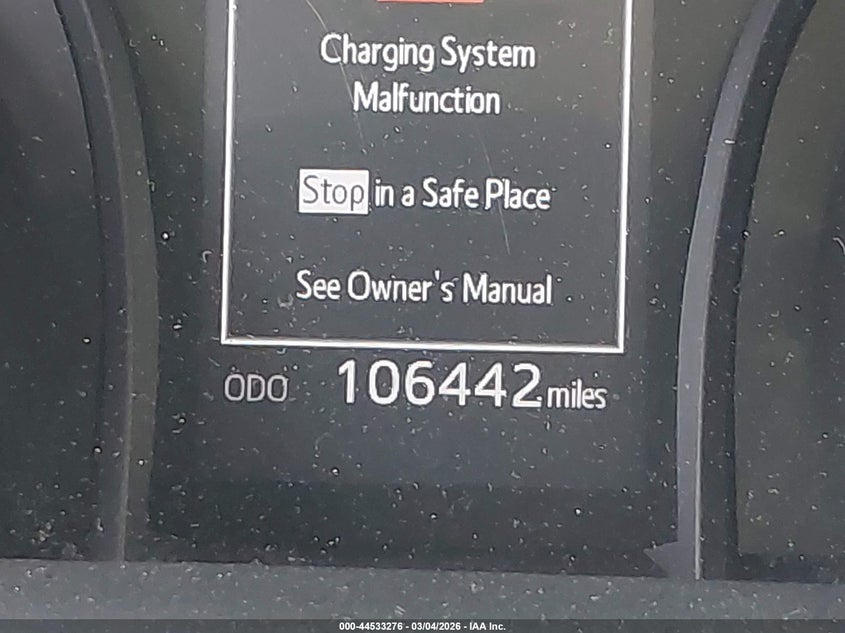 Charging System
Malfunction
Stop in a Safe Place
See Owner's Manual
ODO 106442 miles
000-44533276 - 03/04/2026 - IAA Inc.